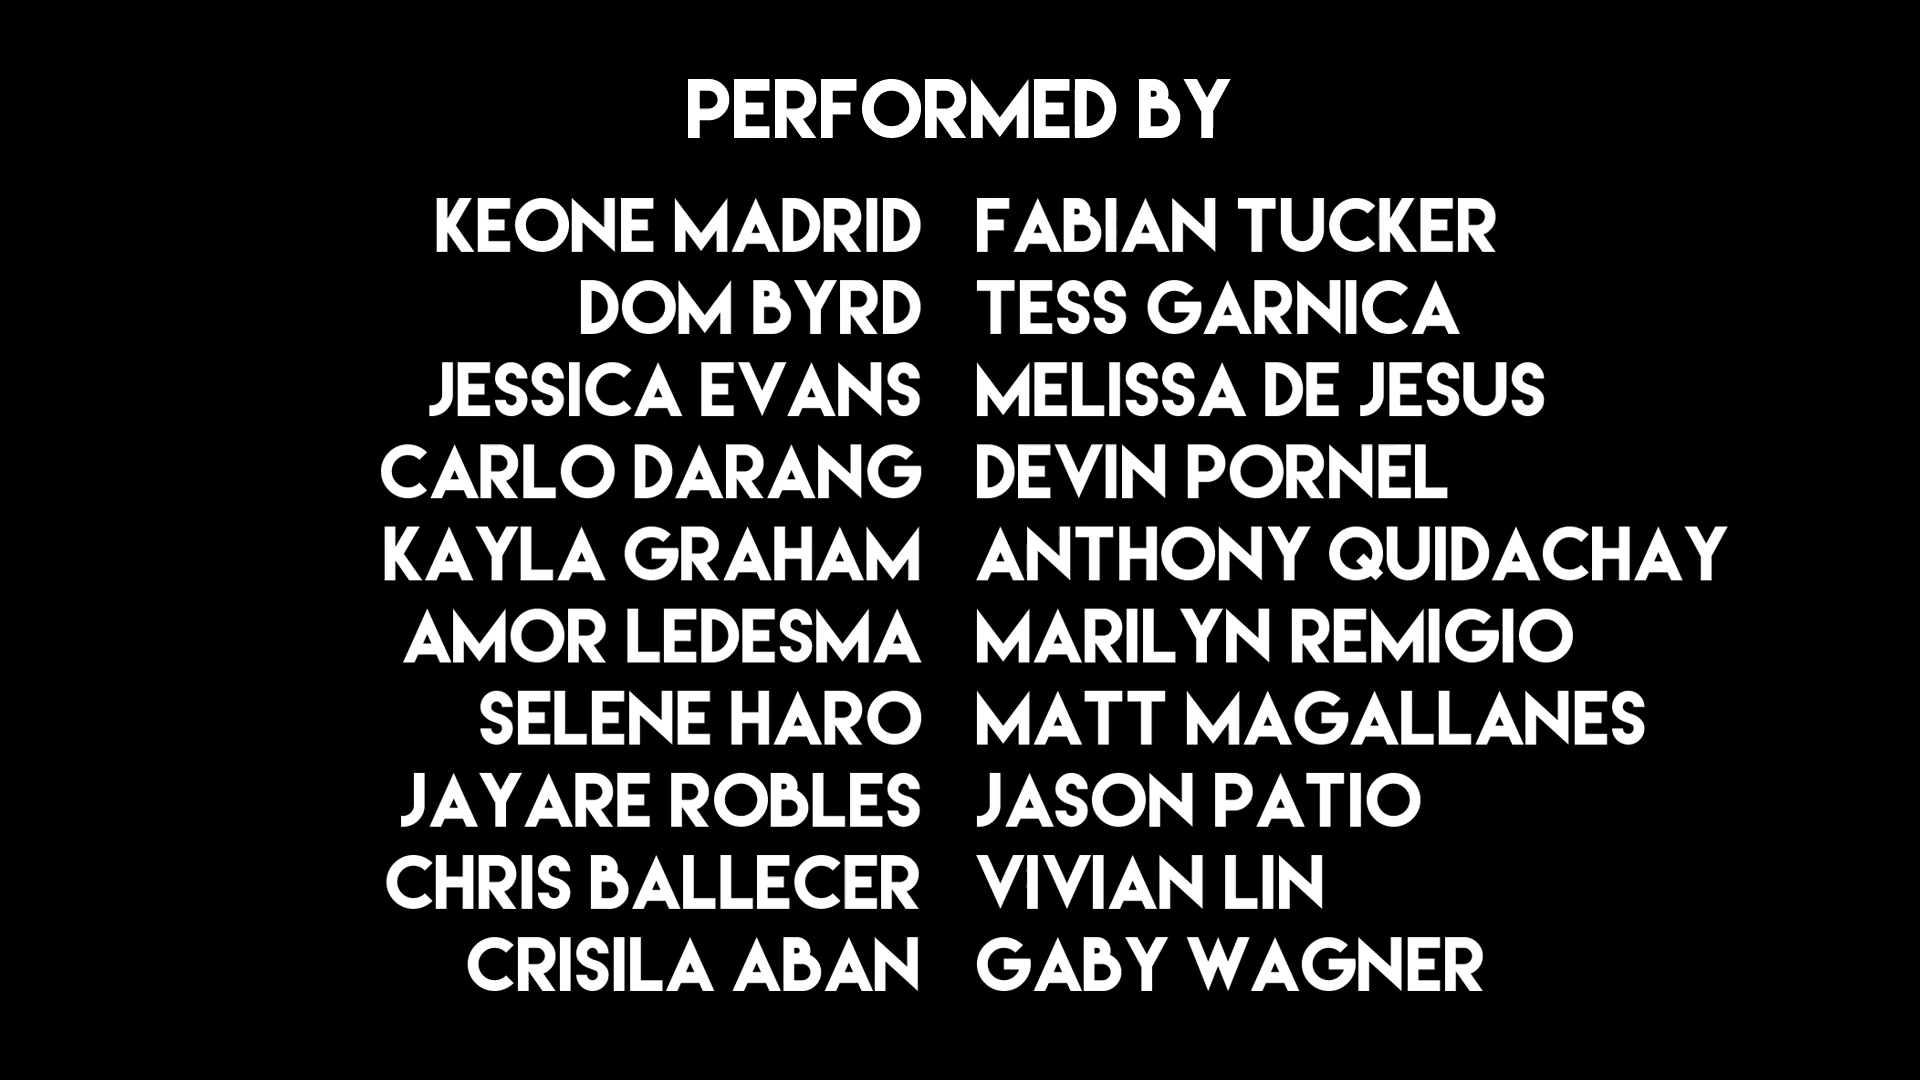 PERFORMED BY
KEONE MADRID FABIAN TUCKER
DOM BYRD TESS GARNICA
JESSICA EVANS MELISSA DE JESUS
CARLO DARANG DEVIN PORNEL
KAYLA GRAHAM ANTHONY QUIDACHAY
AMOR LEDESMA MARILYN REMIGIO
SELENE HARO MATT MAGALLANES
JAYARE ROBLES JASON PATIO
CHRIS BALLECER VIVIAN LIN
CRISILA ABAN GABY WAGNER